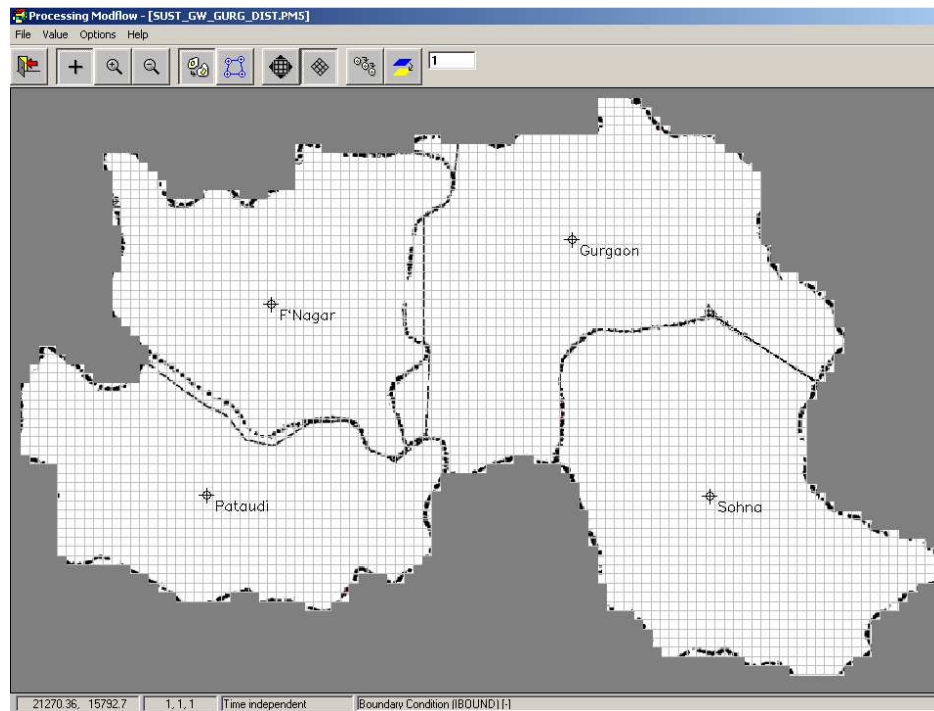 Processing Modflow - [SUST_GW_GURG_DIST.PM5]
File Value Options Help
1
Gurgaon
F'Nagar
Pataudi
Sohna
21270.36, 15792.7 1, 1, 1 Time independent Boundary Condition (IBOUND) [-]